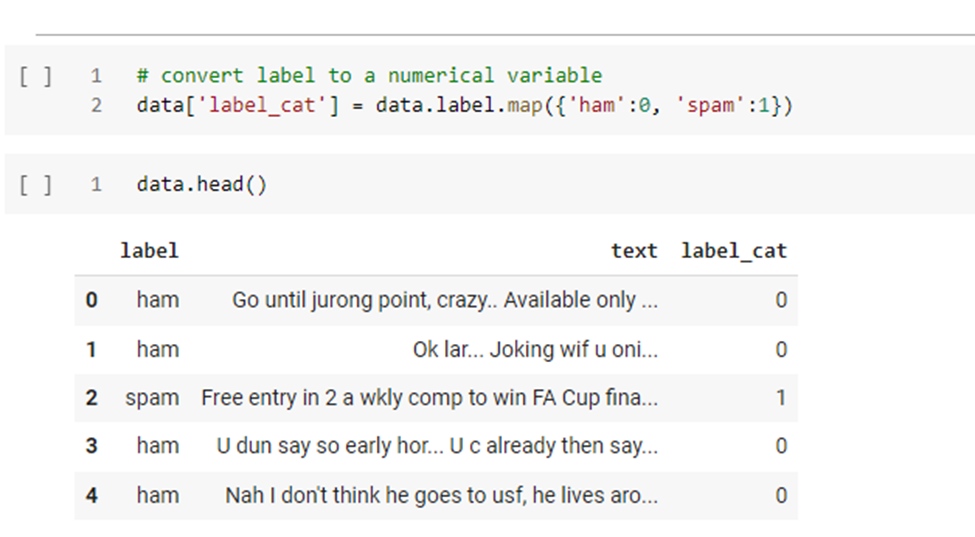 [ ] 1 # convert label to a numerical variable
2 data['label_cat'] = data.label.map({'ham':0, 'spam':1})
[ ] 1 data.head()
label text label_cat
0 ham Go until jurong point, crazy.. Available only ... 0
1 ham Ok lar... Joking wif u oni... 0
2 spam Free entry in 2 a wkly comp to win FA Cup fina... 1
3 ham U dun say so early hor... U c already then say... 0
4 ham Nah I don't think he goes to usf, he lives aro... 0